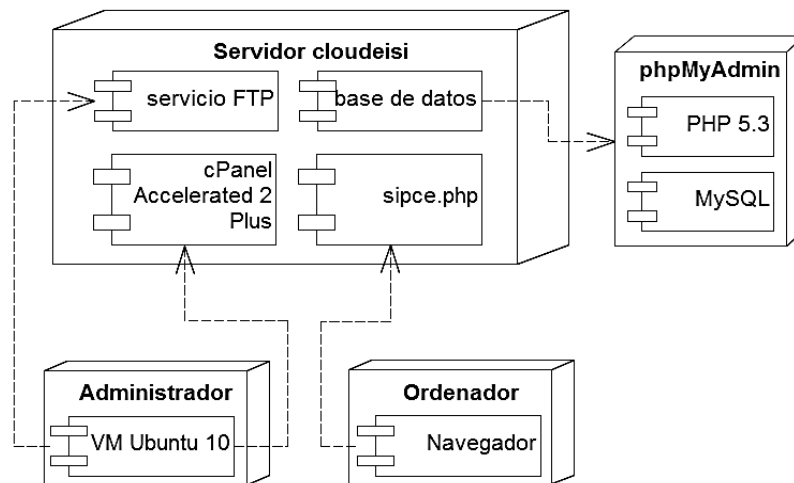 Servidor cloudeisi
servicio FTP
base de datos
cPanel
Accelerated 2
Plus
sipce.php
phpMyAdmin
PHP 5.3
MySQL
Administrador
VM Ubuntu 10
Ordenador
Navegador